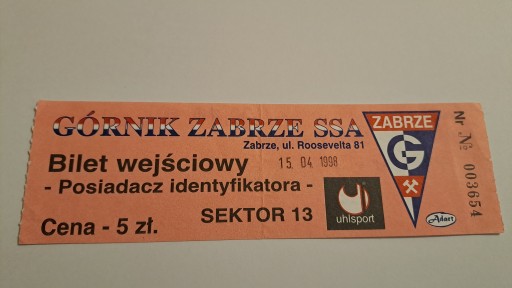 GÓRNIK ZABRZE SSA
Zabrze, ul. Roosevelta 81
Bilet wejściowy
15. 04. 1998
- Posiadacz identyfikatora -
Cena - 5 zł.
SEKTOR 13
uhlsport
ZABRZE
G
Adart
Nr № 003654